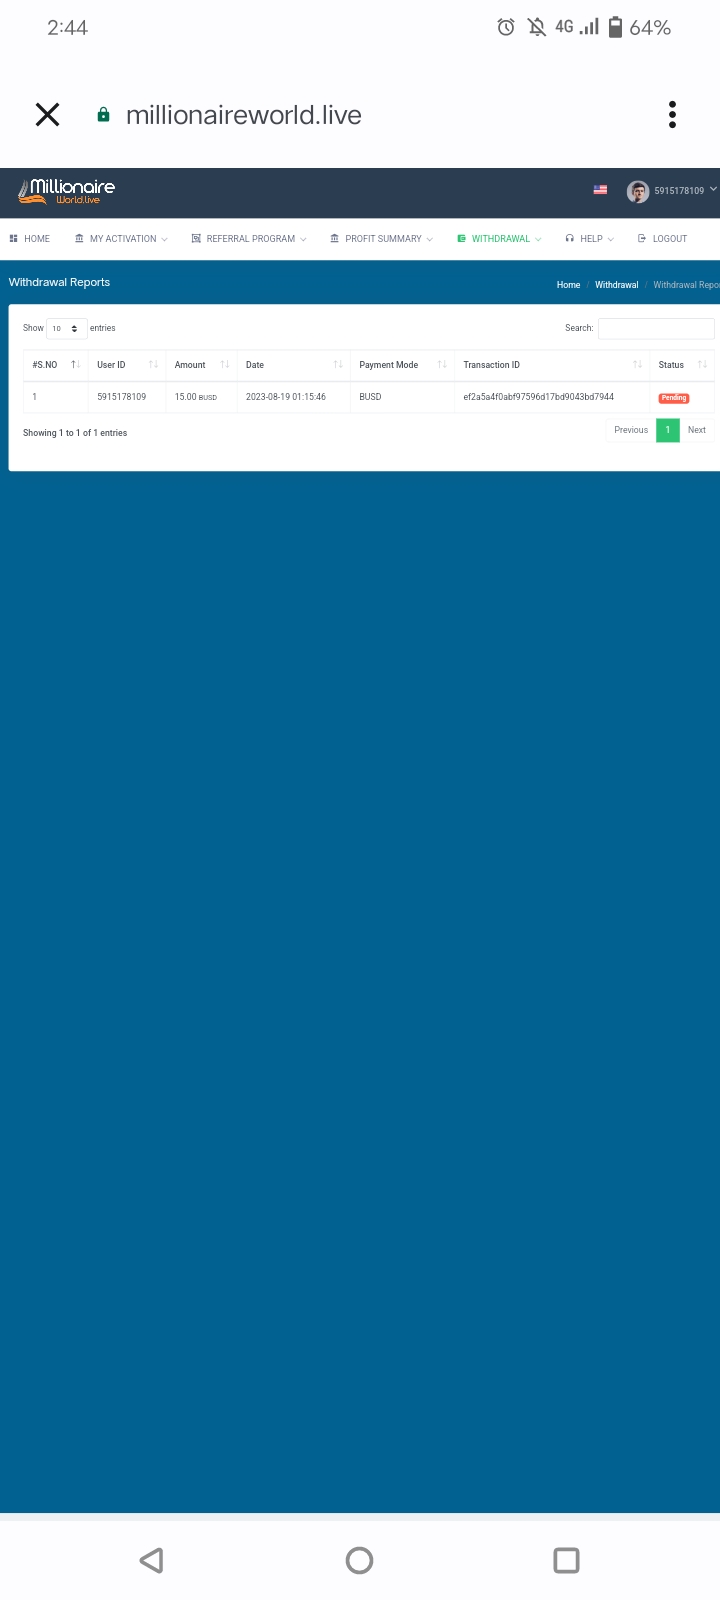 2:44 4G 64%
millionaireworld.live
Millionaire
World.live
5915178109
HOME MY ACTIVATION REFERRAL PROGRAM PROFIT SUMMARY WITHDRAWAL HELP LOGOUT
Withdrawal Reports
Home / Withdrawal / Withdrawal Repo
Show 10 entries Search:
#S.NO User ID Amount Date Payment Mode Transaction ID Status
1 5915178109 15.00 BUSD 2023-08-19 01:15:46 BUSD ef2a5a4f0abf97596d17bd9043bd7944 Pending
Showing 1 to 1 of 1 entries
Previous 1 Next